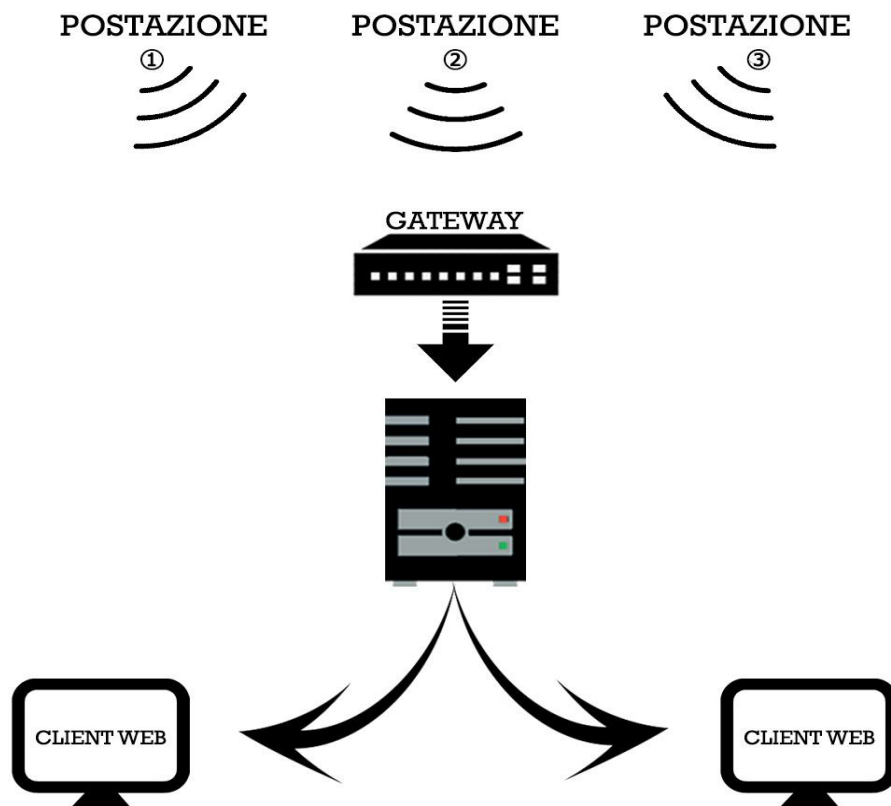 POSTAZIONE POSTAZIONE POSTAZIONE
① ② ③
GATEWAY
CLIENT WEB CLIENT WEB